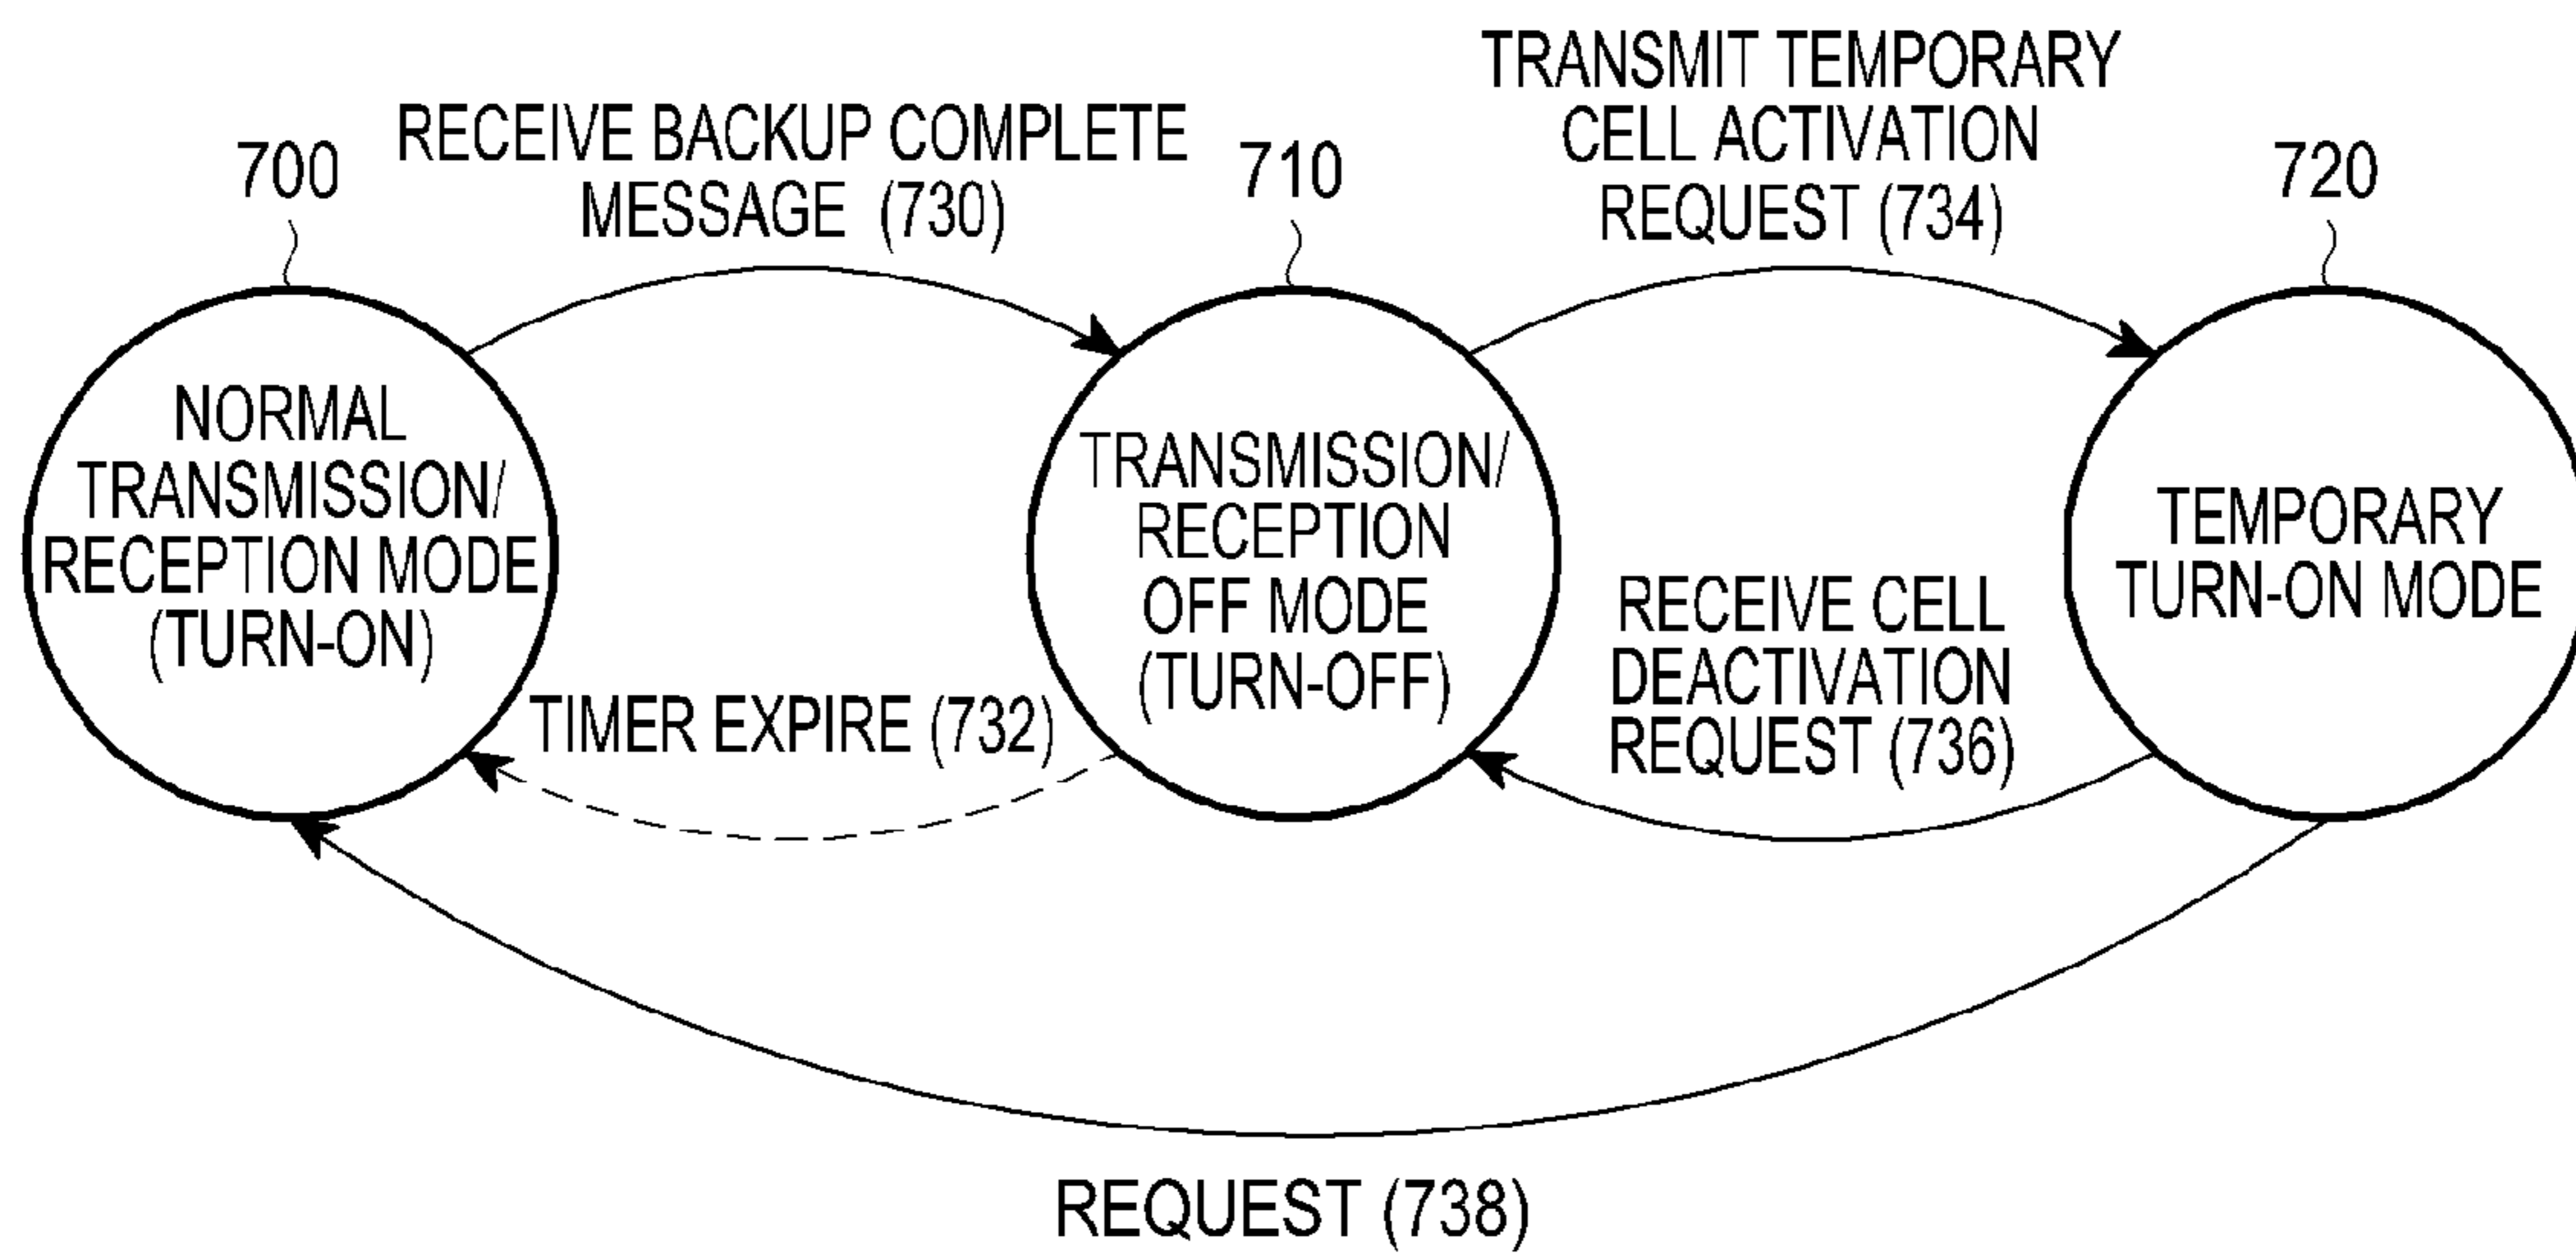 TRANSMIT TEMPORARY
CELL ACTIVATION
REQUEST (734)
RECEIVE BACKUP COMPLETE
MESSAGE (730)
700
710
720
NORMAL
TRANSMISSION/
RECEPTION MODE
(TURN-ON)
TRANSMISSION/
RECEPTION
OFF MODE
(TURN-OFF)
TEMPORARY
TURN-ON MODE
RECEIVE CELL
DEACTIVATION
REQUEST (736)
TIMER EXPIRE (732)
REQUEST (738)